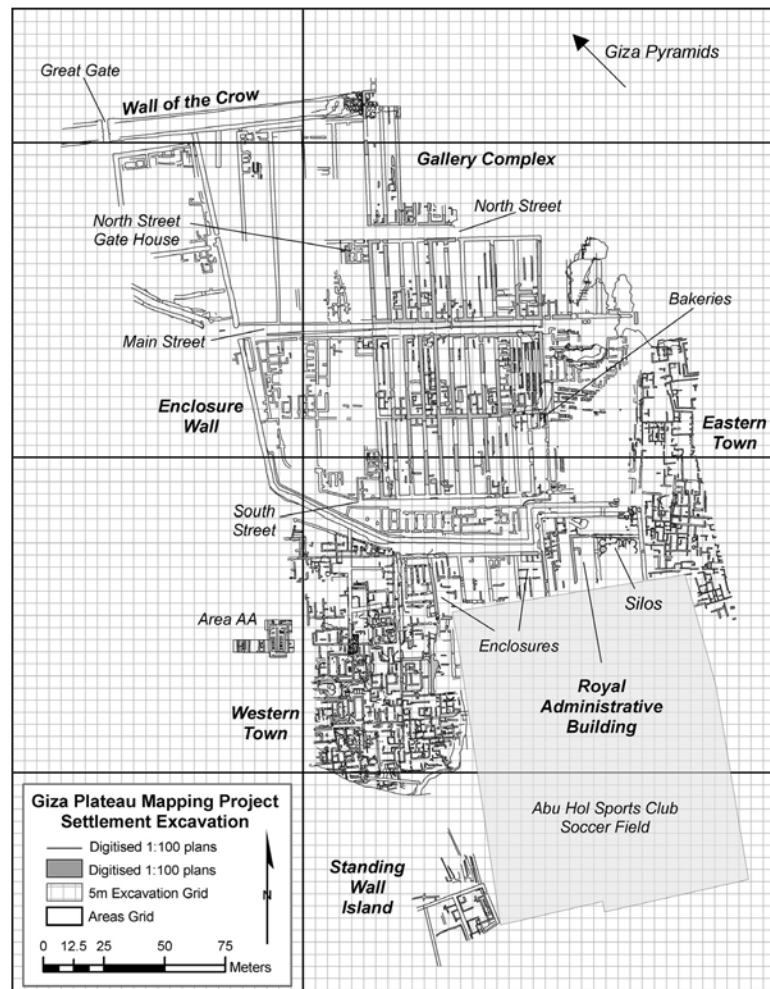 Giza Pyramids
Great Gate
Wall of the Crow
Gallery Complex
North Street
North Street
Gate House
Bakeries
Main Street
Enclosure
Wall
Eastern
Town
South
Street
Silos
Area AA
Enclosures
Royal
Administrative
Building
Western
Town
Giza Plateau Mapping Project
Settlement Excavation
Digitised 1:100 plans
Digitised 1:100 plans
5m Excavation Grid
Areas Grid
N
0 12.5 25 50 75
Meters
Abu Hol Sports Club
Soccer Field
Standing
Wall
Island